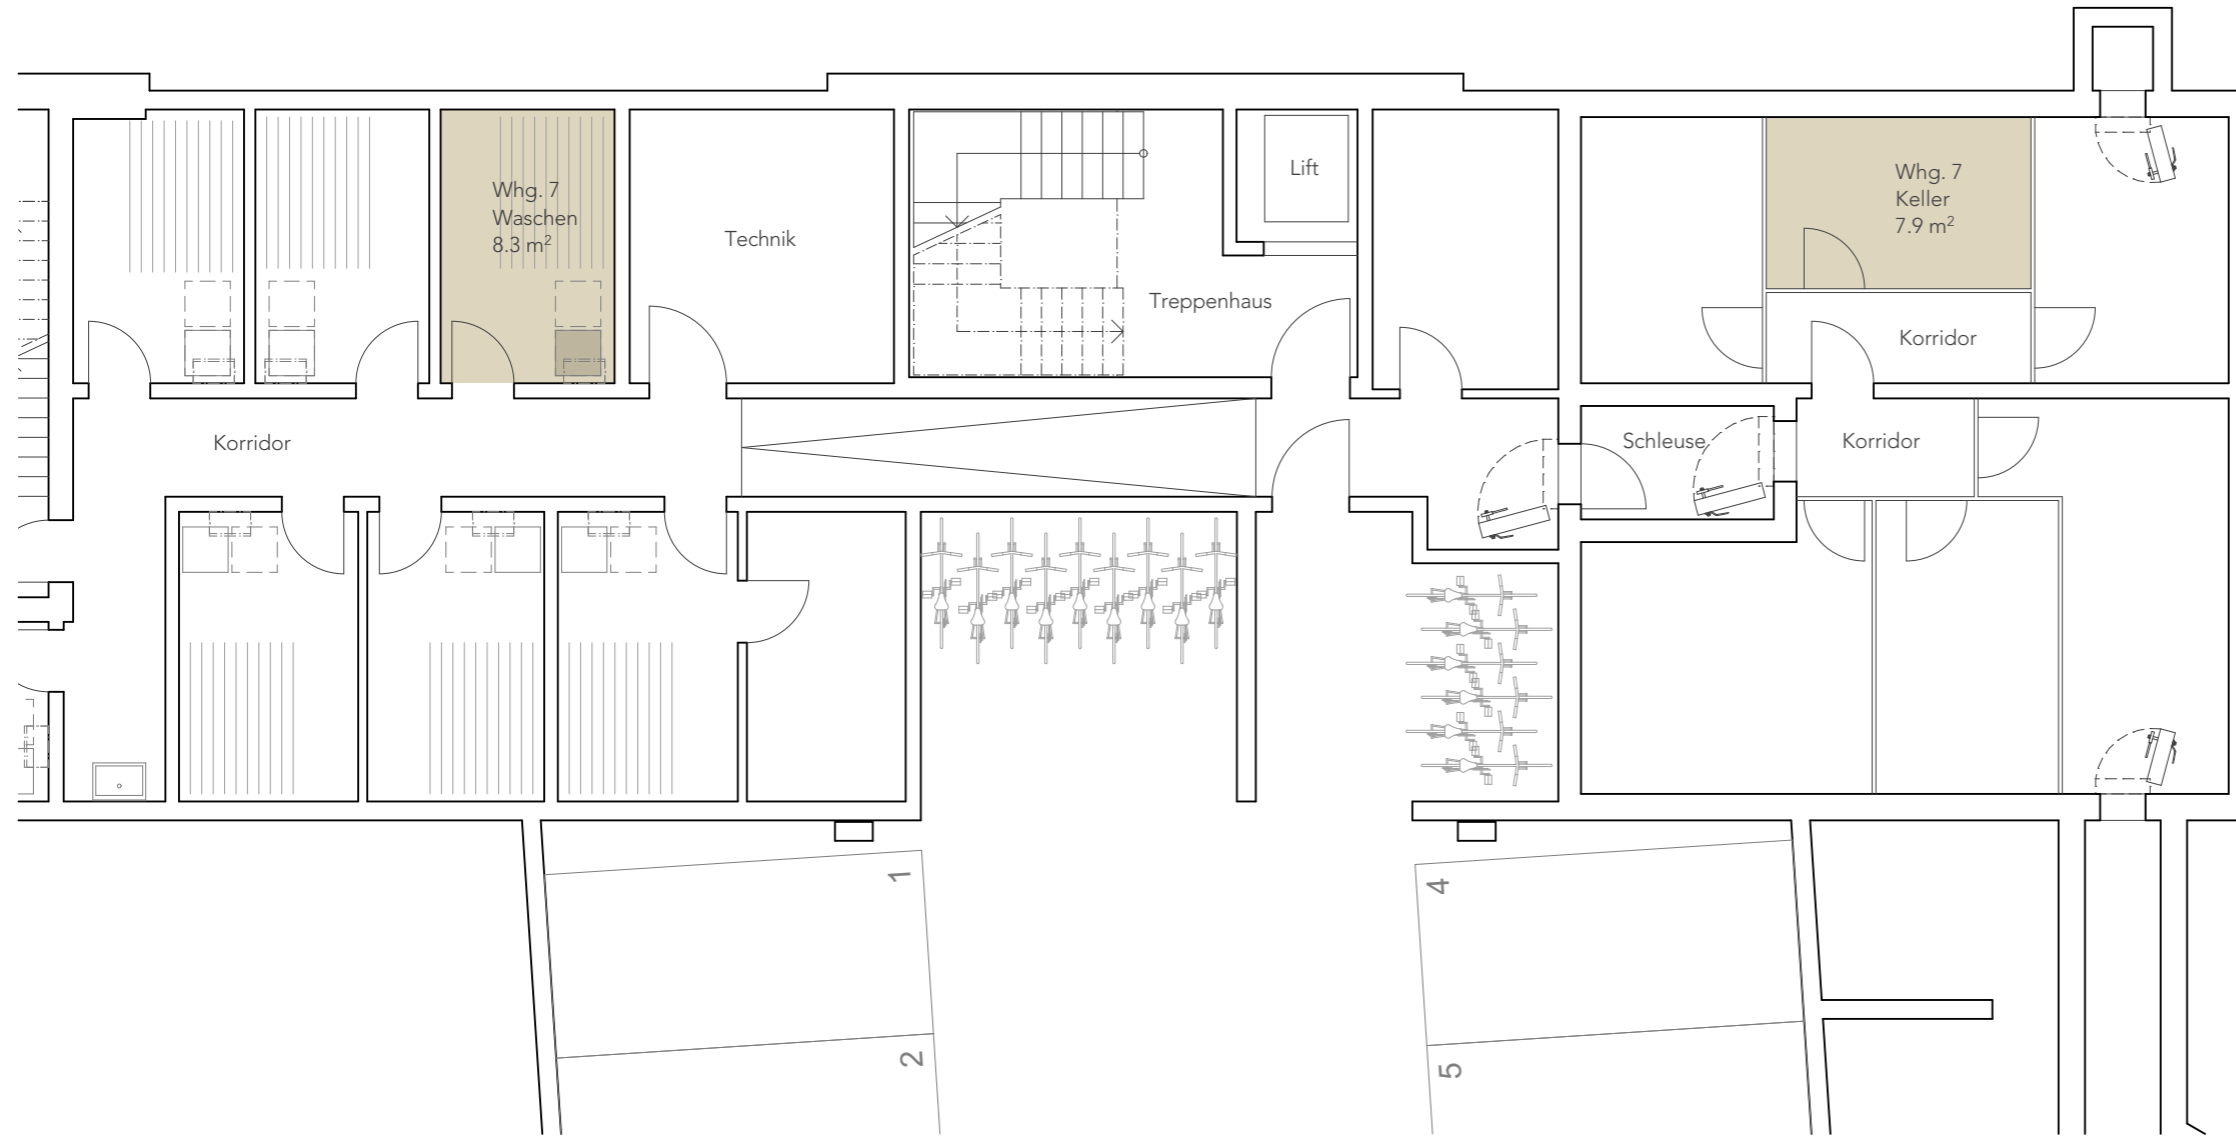 Whg. 7
Waschen
8.3 m²
Technik
Treppenhaus
Lift
Whg. 7
Keller
7.9 m²
Korridor
Korridor
Schleuse
Korridor
1
4
2
5